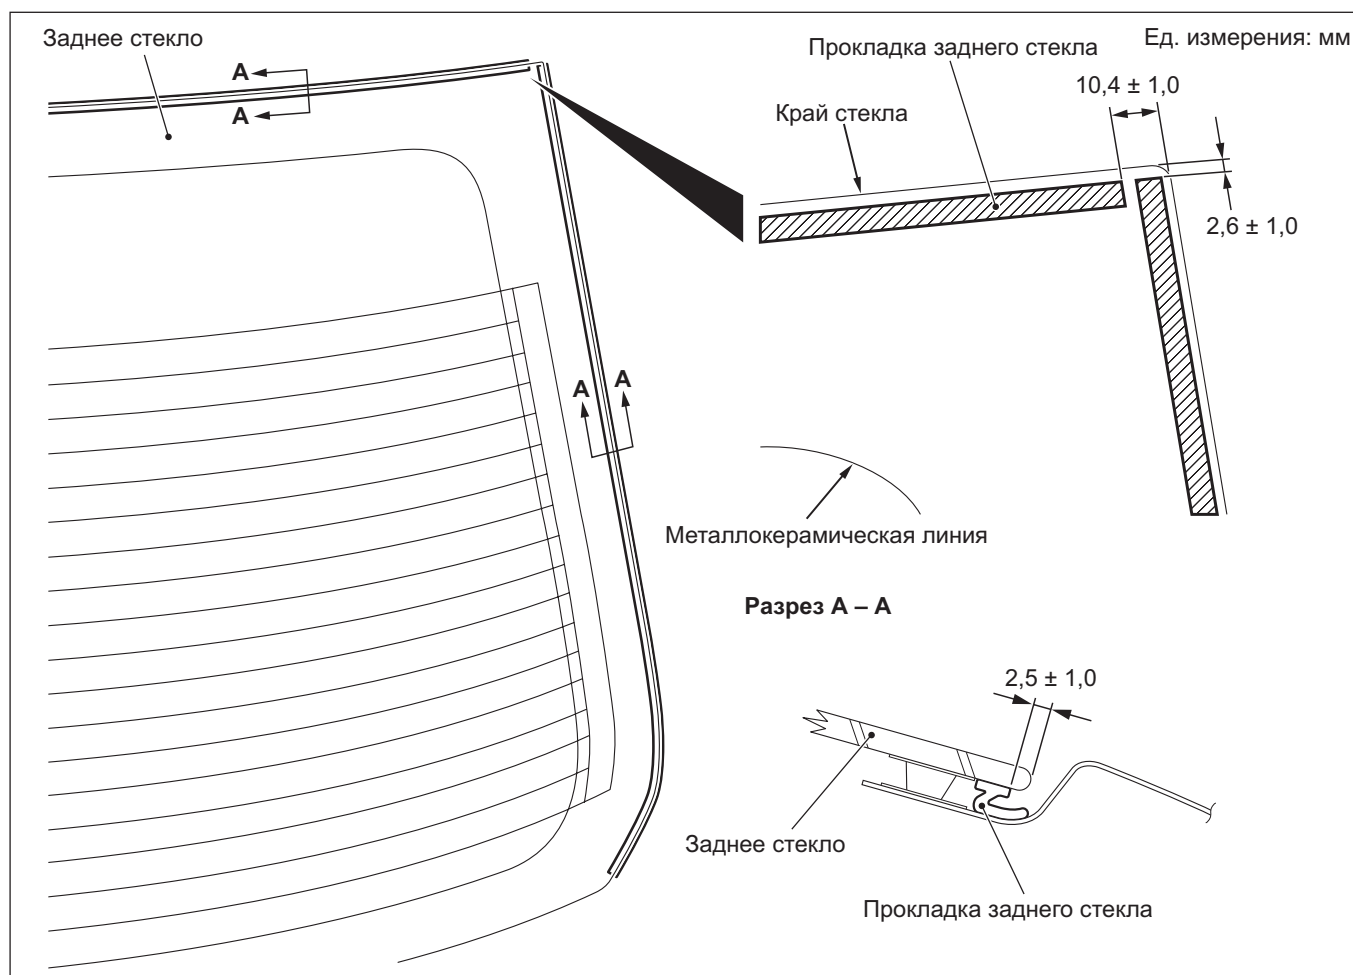 Заднее стекло
Прокладка заднего стекла
Ед. измерения: мм
А
А
10,4 ± 1,0
Край стекла
2,6 ± 1,0
А
А
Металлокерамическая линия
Разрез А – А
2,5 ± 1,0
Заднее стекло
Прокладка заднего стекла